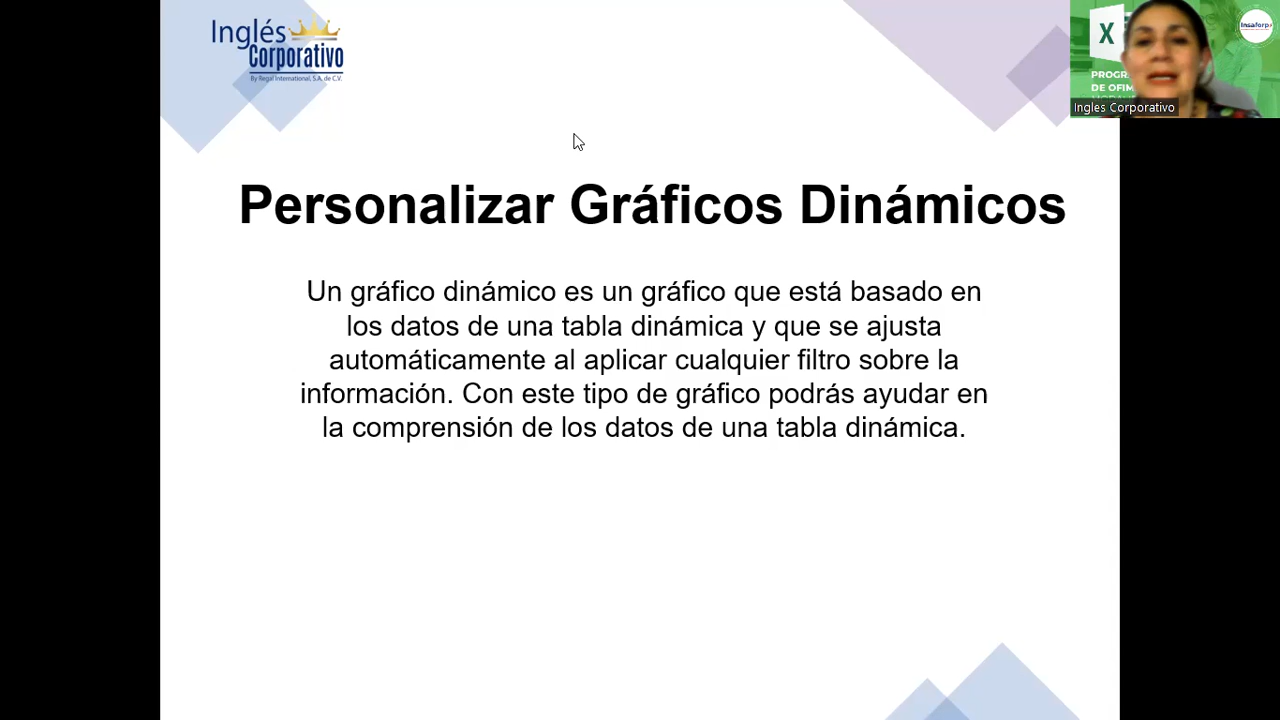 Inglés
Corporativo
By Regal International, S.A. de C.V.
Ingles Corporativo
Insaforp
Personalizar Gráficos Dinámicos
Un gráfico dinámico es un gráfico que está basado en
los datos de una tabla dinámica y que se ajusta
automáticamente al aplicar cualquier filtro sobre la
información. Con este tipo de gráfico podrás ayudar en
la comprensión de los datos de una tabla dinámica.